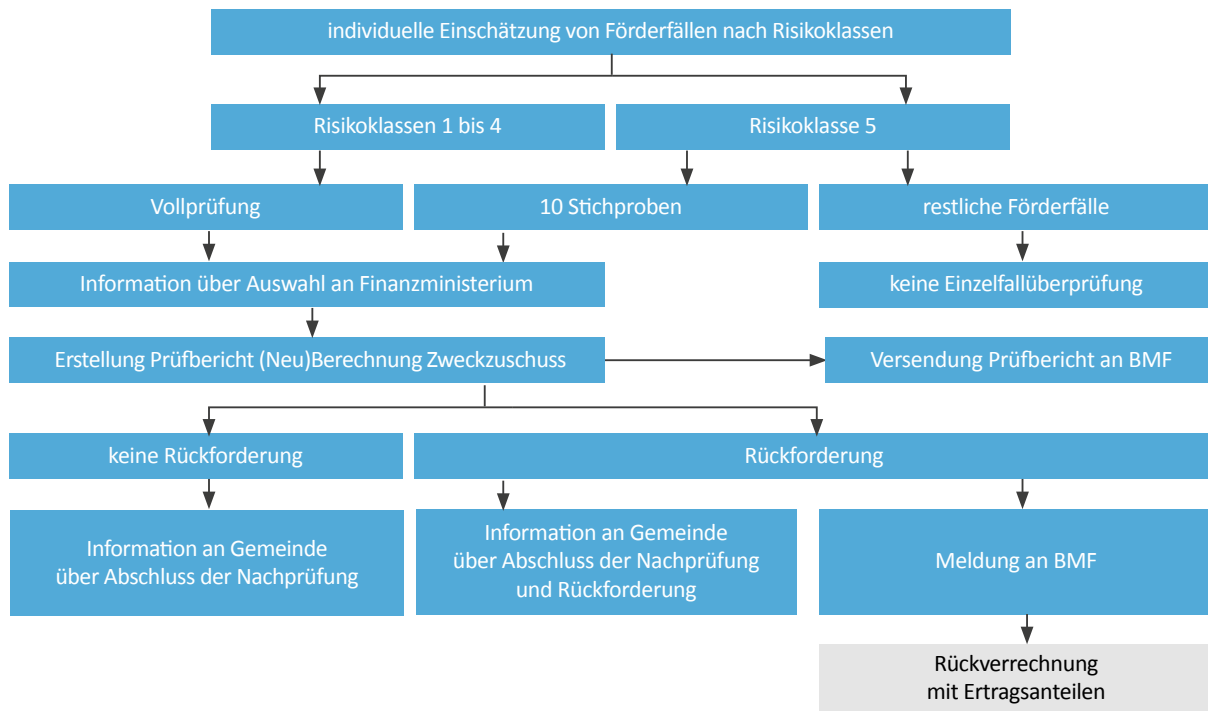 individuelle Einschätzung von Förderfällen nach Risikoklassen
Risikoklassen 1 bis 4
Risikoklasse 5
Vollprüfung
10 Stichproben
restliche Förderfälle
Information über Auswahl an Finanzministerium
keine Einzelfallüberprüfung
Erstellung Prüfbericht (Neu)Berechnung Zweckzuschuss
Versendung Prüfbericht an BMF
keine Rückforderung
Rückforderung
Information an Gemeinde
über Abschluss der Nachprüfung
Information an Gemeinde
über Abschluss der Nachprüfung
und Rückforderung
Meldung an BMF
Rückverrechnung
mit Ertragsanteilen